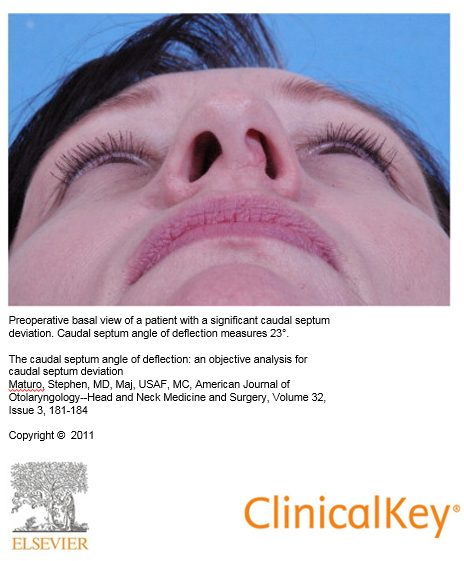 Preoperative basal view of a patient with a significant caudal septum
deviation. Caudal septum angle of deflection measures 23°.
The caudal septum angle of deflection: an objective analysis for
caudal septum deviation
Maturo, Stephen, MD, Maj, USAF, MC, American Journal of
Otolaryngology--Head and Neck Medicine and Surgery, Volume 32,
Issue 3, 181-184
Copyright © 2011
ELSEVIER
ClinicalKey®